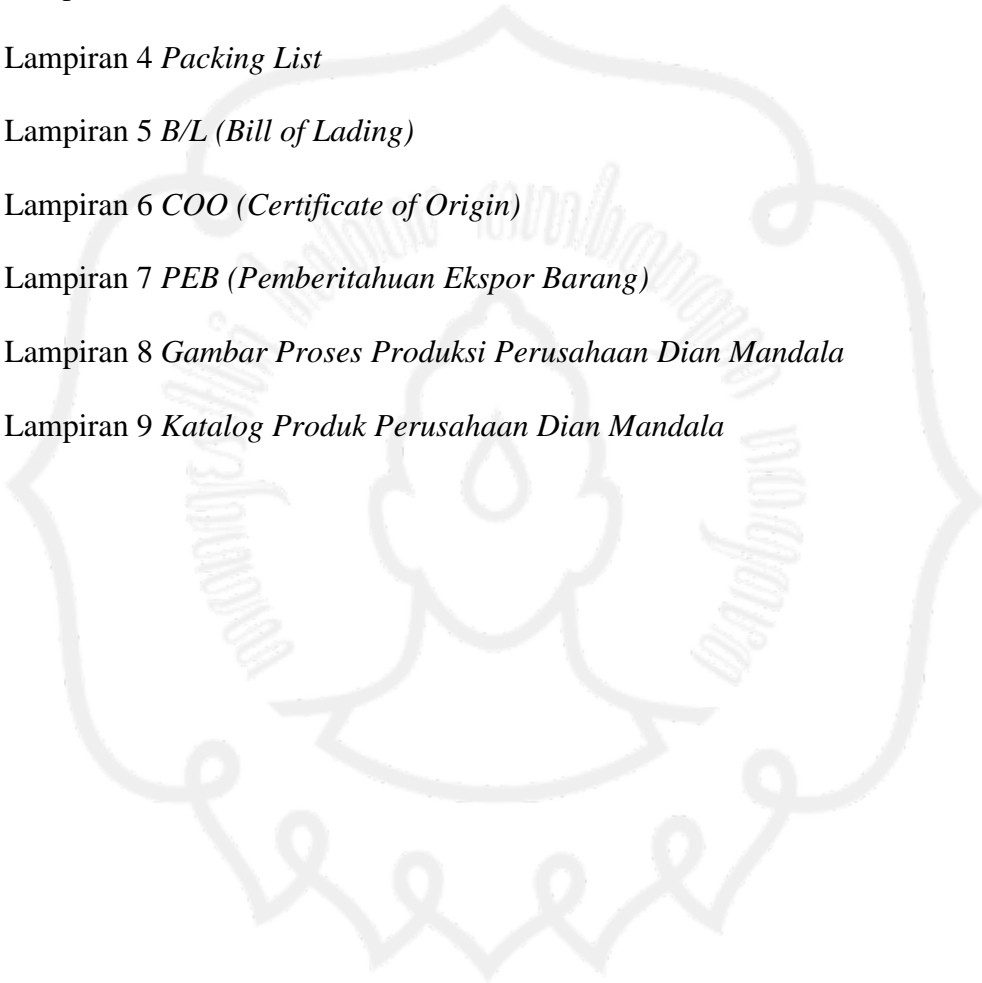 Lampiran 4 Packing List
Lampiran 5 B/L (Bill of Lading)
Lampiran 6 COO (Certificate of Origin)
Lampiran 7 PEB (Pemberitahuan Ekspor Barang)
Lampiran 8 Gambar Proses Produksi Perusahaan Dian Mandala
Lampiran 9 Katalog Produk Perusahaan Dian Mandala